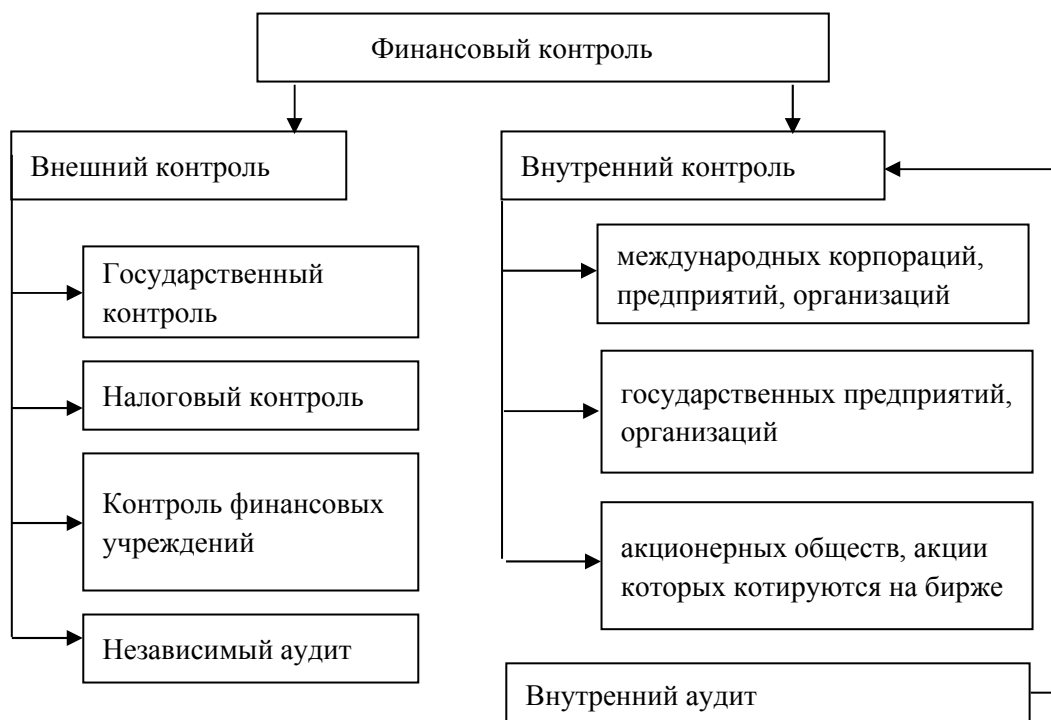 Финансовый контроль
Внешний контроль
Государственный
контроль
Налоговый контроль
Контроль финансовых
учреждений
Независимый аудит
Внутренний контроль
международных корпораций,
предприятий, организаций
государственных предприятий,
организаций
акционерных обществ, акции
которых котируются на бирже
Внутренний аудит